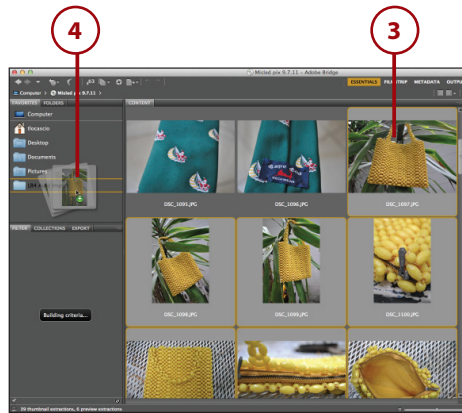 4
3
Mislad pix 9.7.11 – Adobe Bridge
ESSENTIALS FILMSTRIP METADATA OUTPU
Computer > Mislad pix 9.7.11 >
FAVORITES FOLDERS
CONTENT
Computer
llocascio
Desktop
Documents
Pictures
DSC_1095.JPG
DSC_1096.JPG
DSC_1097.JPG
FILTER COLLECTIONS EXPORT
Building criteria...
DSC_1098.JPG
DSC_1099.JPG
DSC_1100.JPG
39 thumbnail extractions, 6 preview extractions